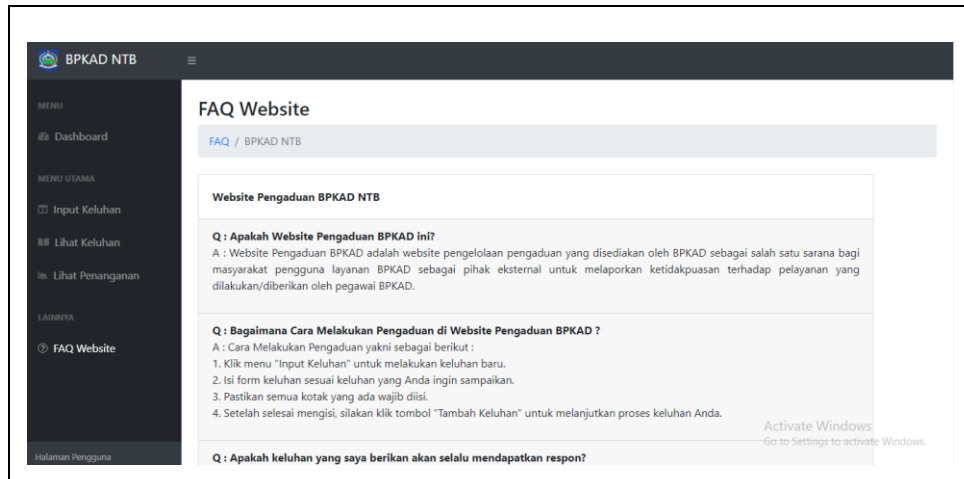 BPKAD NTB
MENU
Dashboard
MENU UTAMA
Input Keluhan
Lihat Keluhan
Lihat Penanganan
LAINNYA
FAQ Website
Halaman Pengguna
FAQ Website
FAQ / BPKAD NTB
Website Pengaduan BPKAD NTB
Q : Apakah Website Pengaduan BPKAD ini?
A : Website Pengaduan BPKAD adalah website pengelolaan pengaduan yang disediakan oleh BPKAD sebagai salah satu sarana bagi
masyarakat pengguna layanan BPKAD sebagai pihak eksternal untuk melaporkan ketidakpuasan terhadap pelayanan yang
dilakukan/diberikan oleh pegawai BPKAD.
Q : Bagaimana Cara Melakukan Pengaduan di Website Pengaduan BPKAD ?
A : Cara Melakukan Pengaduan yakni sebagai berikut :
1. Klik menu "Input Keluhan" untuk melakukan keluhan baru.
2. Isi form keluhan sesuai keluhan yang Anda ingin sampaikan.
3. Pastikan semua kotak yang ada wajib diisi.
4. Setelah selesai mengisi, silakan klik tombol "Tambah Keluhan" untuk melanjutkan proses keluhan Anda.
Q : Apakah keluhan yang saya berikan akan selalu mendapatkan respon?
Activate Windows
Go to Settings to activate Windows.